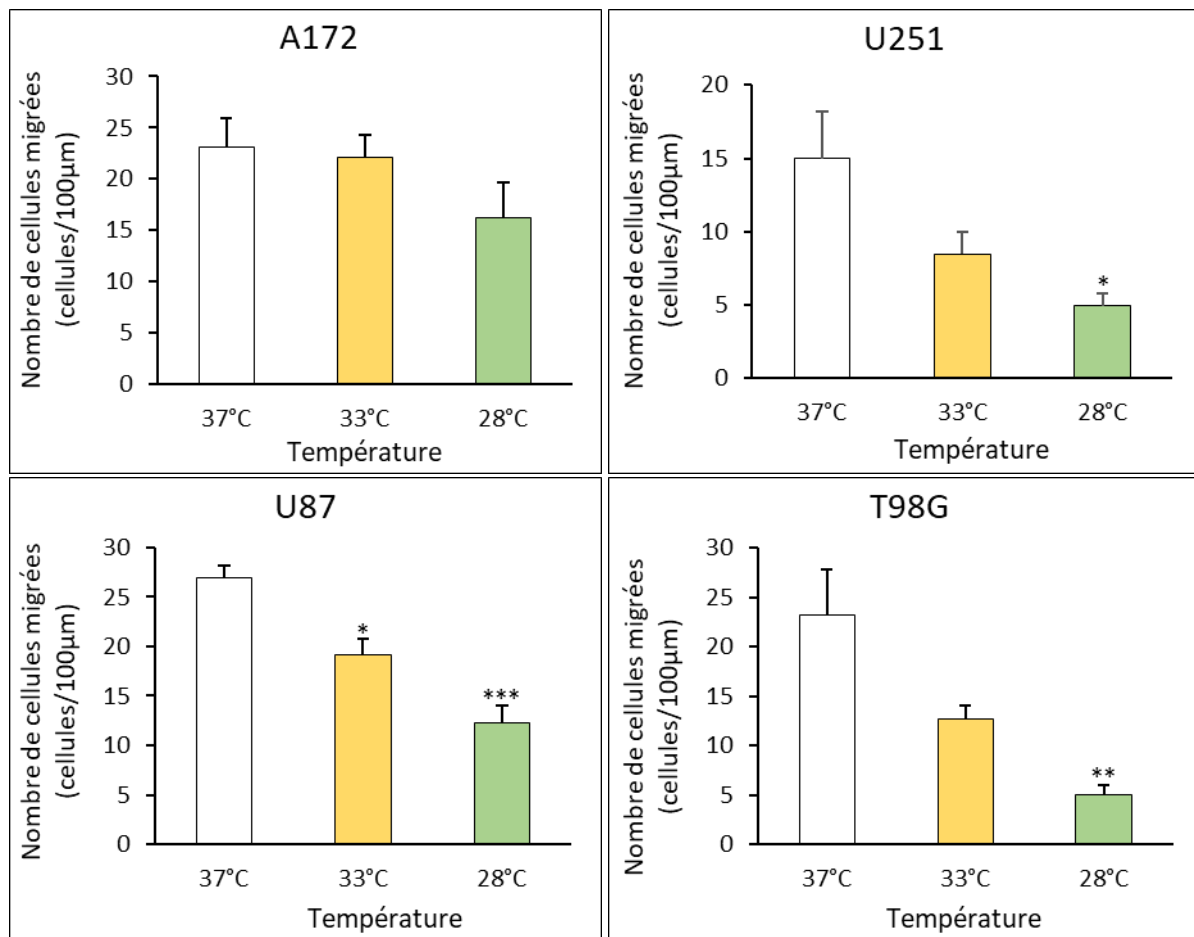 A172
Nombre de cellules migrées
(cellules/100µm)
30
25
20
15
10
5
0
37°C 33°C 28°C
Température
U251
Nombre de cellules migrées
(cellules/100µm)
20
15
10
5
0
*
37°C 33°C 28°C
Température
U87
Nombre de cellules migrées
(cellules/100µm)
30
25
20
15
10
5
0
*
***
37°C 33°C 28°C
Température
T98G
Nombre de cellules migrées
(cellules/100µm)
30
25
20
15
10
5
0
**
37°C 33°C 28°C
Température